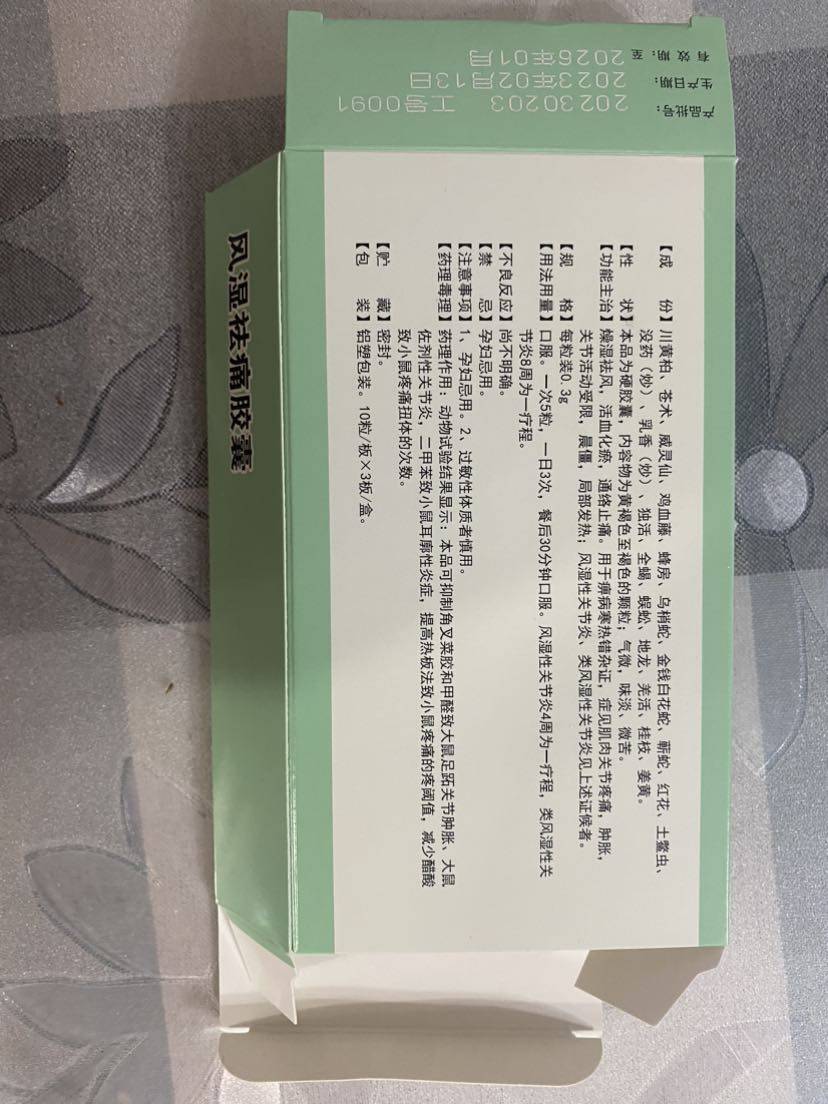 产品批号： 20230203 工号0091
生产日期： 2023年02月13日
有效期： 至 2026年01月
【成 份】川黄柏、苍术、威灵仙、鸡血藤、蜂房、乌梢蛇、金钱白花蛇、蕲蛇、红花、土鳖虫、
没药（炒）、乳香（炒）、独活、全蝎、蜈蚣、地龙、羌活、桂枝、姜黄。
【性 状】本品为硬胶囊，内容物为黄褐色至褐色的颗粒；气微，味淡、微苦。
【功能主治】燥湿祛风，活血化瘀，通络止痛。用于痹病寒热错杂证，症见肌肉关节疼痛，肿胀，
关节活动受限，晨僵，局部发热；风湿性关节炎、类风湿性关节炎见上述证候者。
【规 格】每粒装0.3g
【用法用量】口服。一次5粒，一日3次，餐后30分钟口服。风湿性关节炎4周为一疗程，类风湿性关
节炎8周为一疗程。
【不良反应】尚不明确。
【禁 忌】孕妇忌用。
【注意事项】1、孕妇忌用。2、过敏性体质者慎用。
【药理毒理】药理作用：动物试验结果显示：本品可抑制角叉菜胶和甲醛致大鼠足跖关节肿胀、大鼠
佐剂性关节炎，二甲苯致小鼠耳廓性炎症，提高热板法致小鼠疼痛的疼阈值，减少醋酸
致小鼠疼痛扭体的次数。
【贮 藏】密封。
【包 装】铝塑包装。10粒/板×3板/盒。
风湿祛痛胶囊